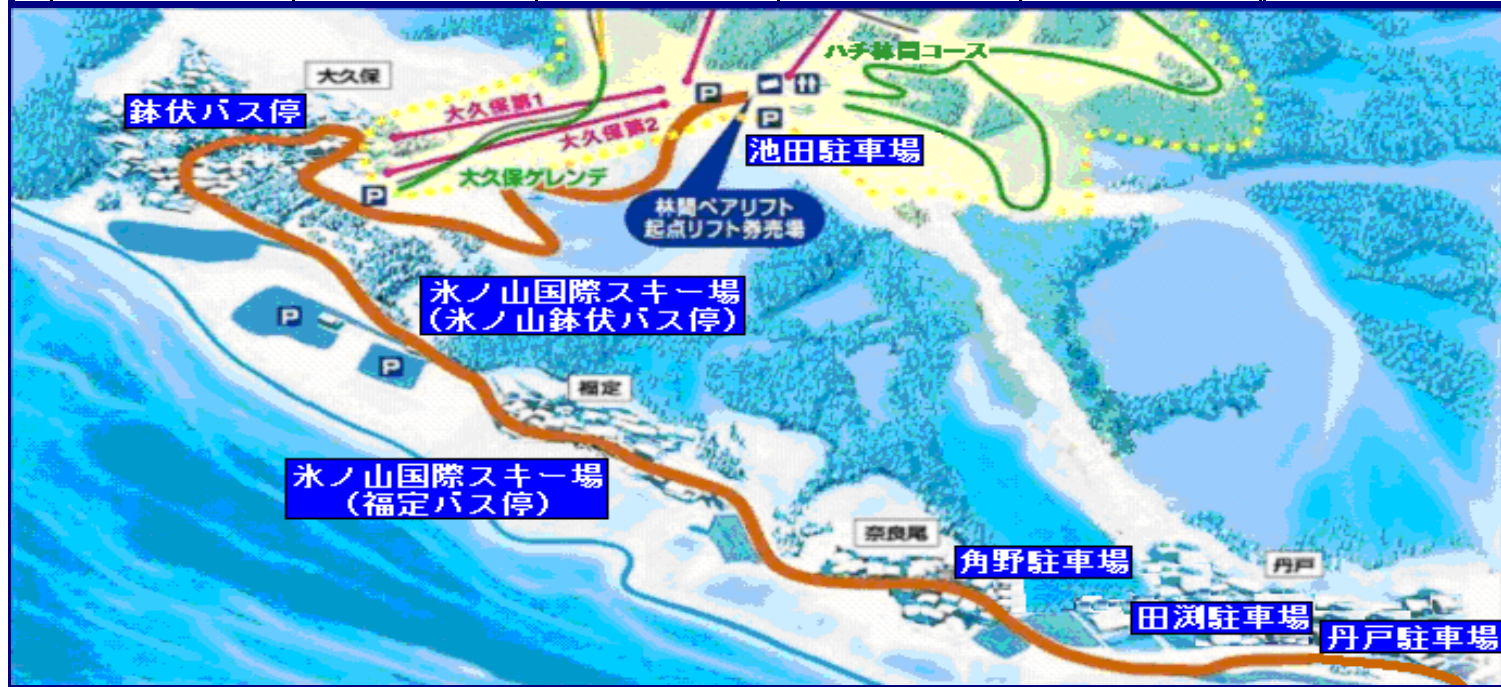 ハチ林間コース
大久保
P
P
鉢伏バス停
大久保第1
大久保第2
池田駐車場
大久保ゲレンデ
P
林間ペアリフト
起点リフト券売場
氷ノ山国際スキー場
(氷ノ山鉢伏バス停)
P
P
福定
氷ノ山国際スキー場
(福定バス停)
奈良尾
角野駐車場
丹戸
田渕駐車場
丹戸駐車場